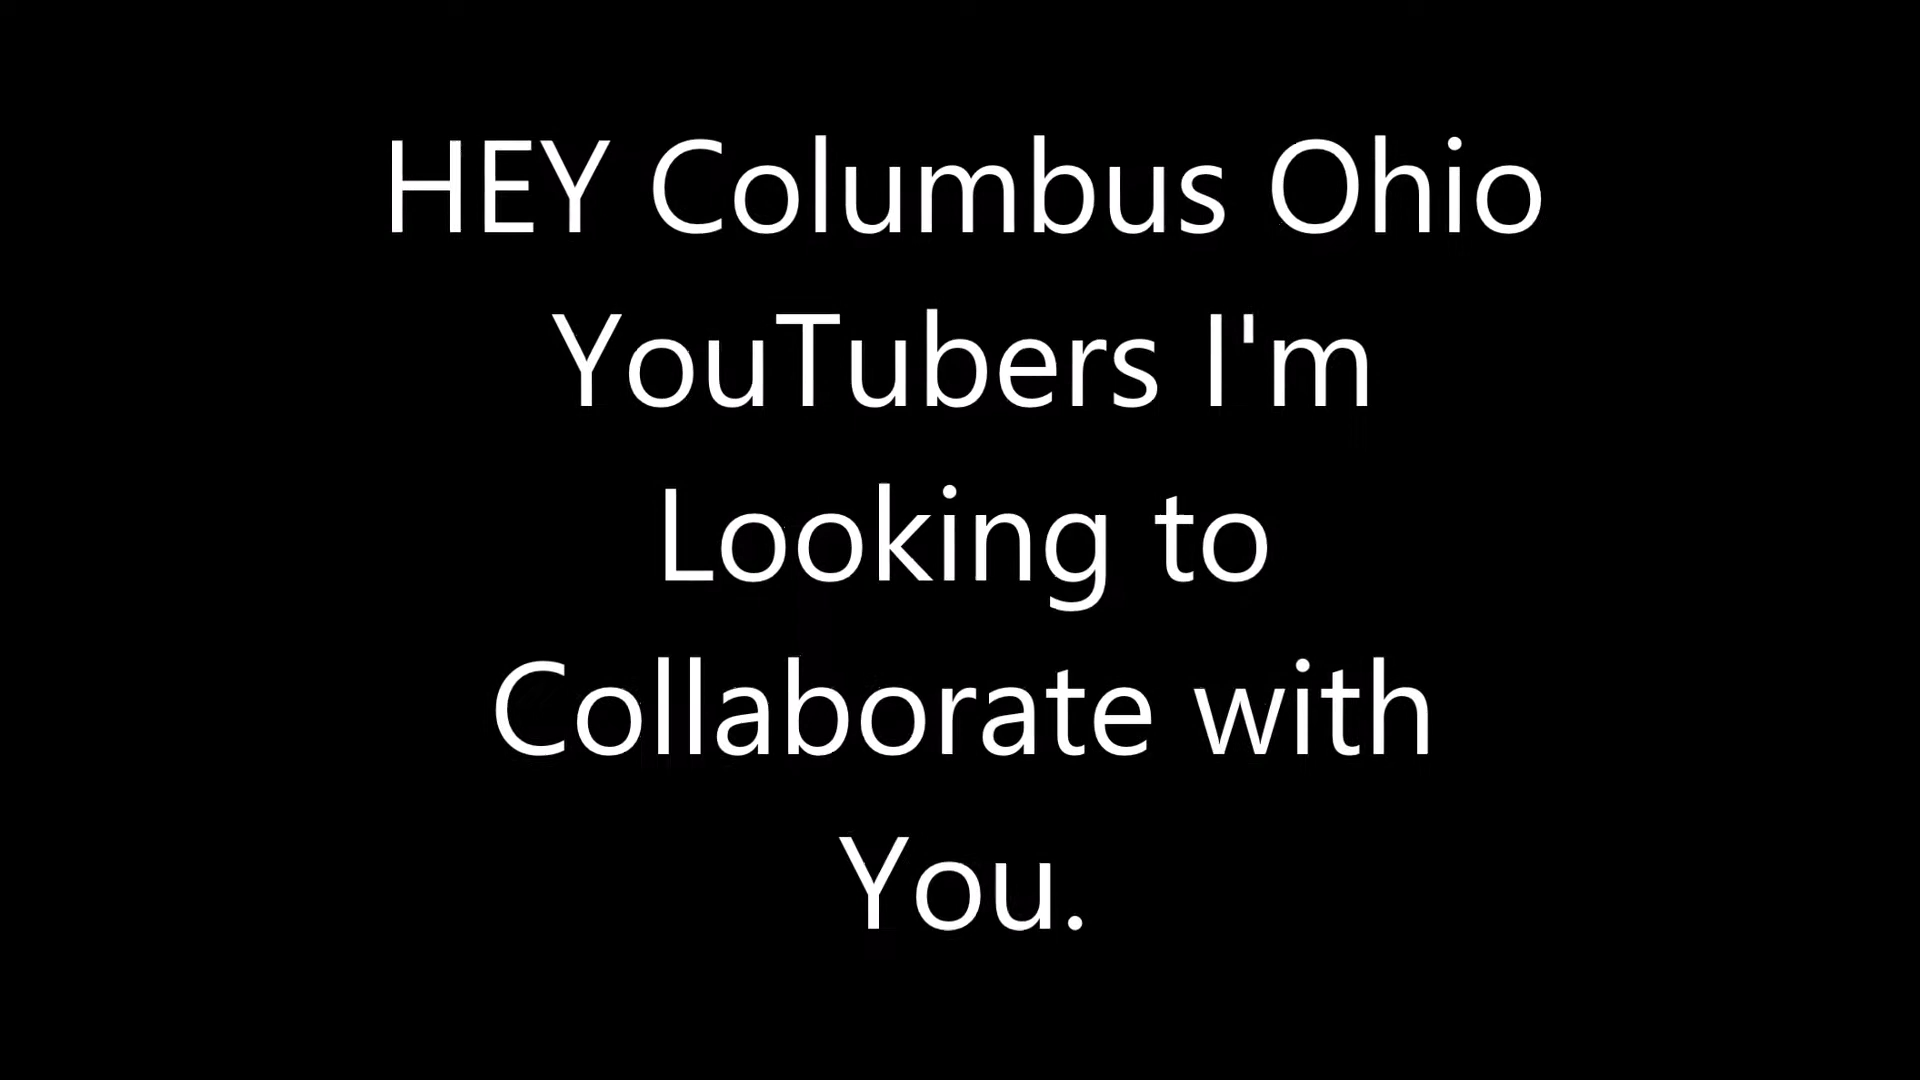 HEY Columbus Ohio
YouTubers I'm
Looking to
Collaborate with
You.